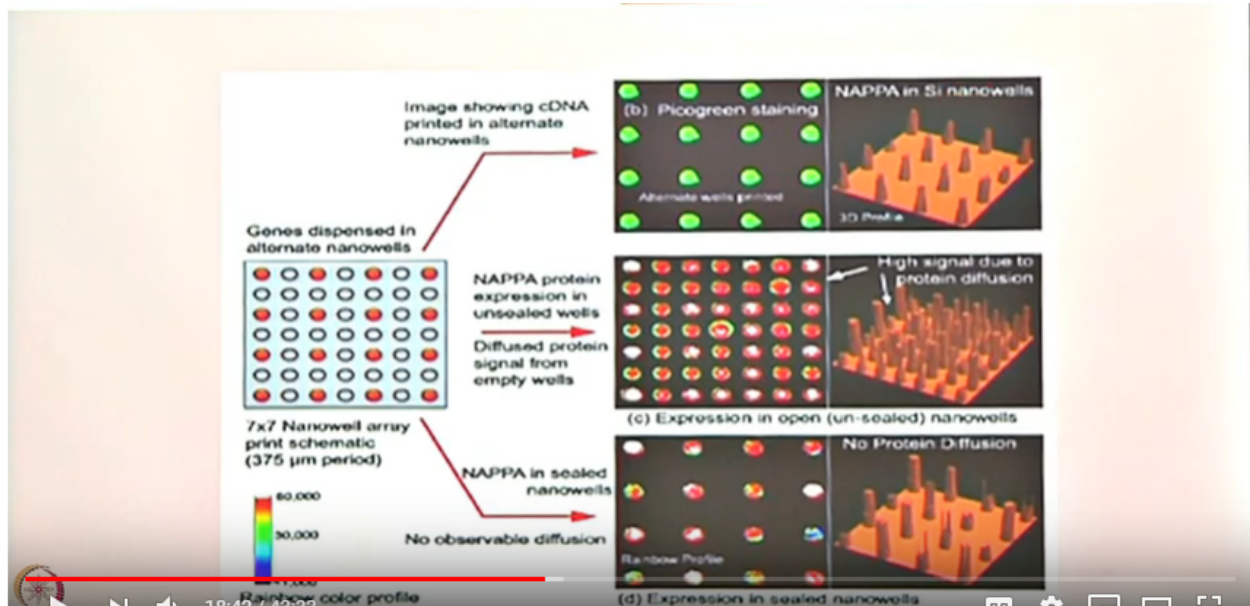 Image showing cDNA
printed in alternate
nanowells
(b) Picogreen staining
Alternate wells printed
NAPPA in Si nanowells
3D Profile
Genes dispensed in
alternate nanowells
NAPPA protein
expression in
unsealed wells
Diffused protein
signal from
empty wells
High signal due to
protein diffusion
(c) Expression in open (un-sealed) nanowells
7x7 Nanowell array
print schematic
(375 µm period)
NAPPA in sealed
nanowells
No observable diffusion
No Protein Diffusion
Rainbow Profile
(d) Expression in sealed nanowells
60,000
30,000
Rainbow color profile